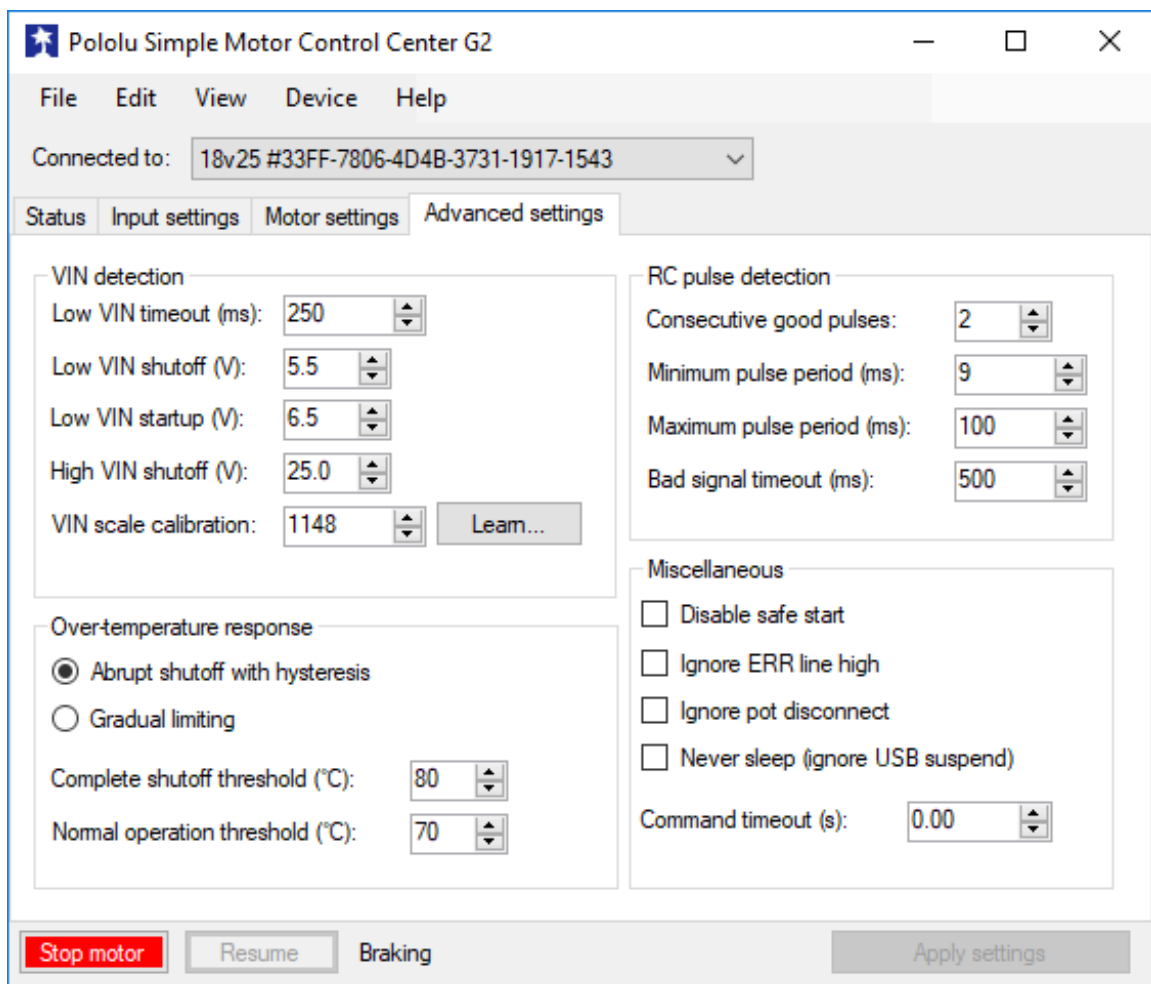 Pololu Simple Motor Control Center G2
File Edit View Device Help
Connected to: 18v25 #33FF-7806-4D4B-3731-1917-1543
Status Input settings Motor settings Advanced settings
VIN detection
Low VIN timeout (ms): 250
Low VIN shutoff (V): 5.5
Low VIN startup (V): 6.5
High VIN shutoff (V): 25.0
VIN scale calibration: 1148 Learn...
Over-temperature response
Abrupt shutoff with hysteresis
Gradual limiting
Complete shutoff threshold (°C): 80
Normal operation threshold (°C): 70
RC pulse detection
Consecutive good pulses: 2
Minimum pulse period (ms): 9
Maximum pulse period (ms): 100
Bad signal timeout (ms): 500
Miscellaneous
Disable safe start
Ignore ERR line high
Ignore pot disconnect
Never sleep (ignore USB suspend)
Command timeout (s): 0.00
Stop motor Resume Braking Apply settings